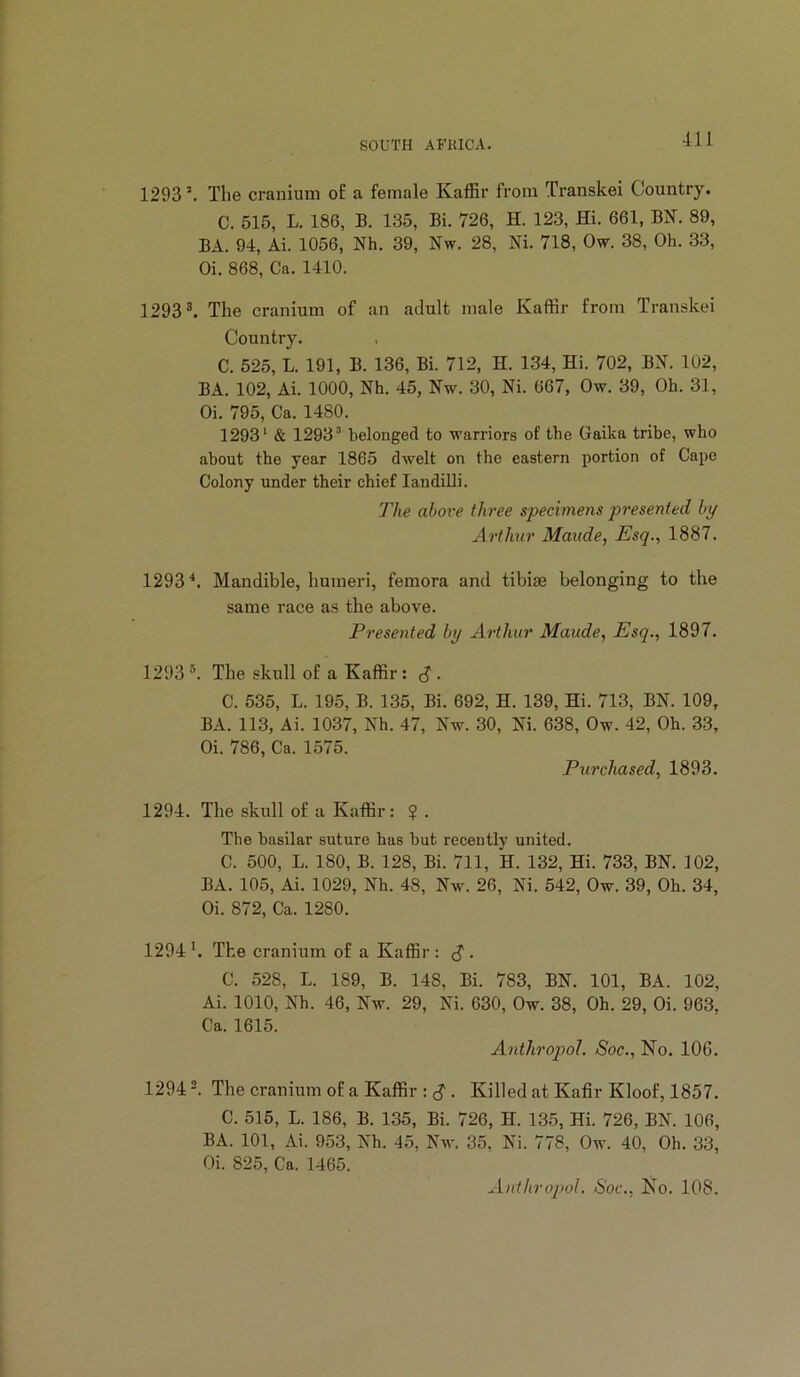 SOUTH AFRICA.
411
1293². The cranium of a female Kaffir from Transkei Country.
C. 515, L. 186, B. 135, Bi. 726, H. 123, Hi. 661, BN. 89,
BA. 94, Ai. 1056, Nh. 39, Nw. 28, Ni. 718, Ow. 38, Oh. 33,
Oi. 868, Ca. 1410.
1293³. The cranium of an adult male Kaffir from Transkei
Country.
C. 525, L. 191, B. 136, Bi. 712, H. 134, Hi. 702, BN. 102,
BA. 102, Ai. 1000, Nh. 45, Nw. 30, Ni. 667, Ow. 39, Oh. 31,
Oi. 795, Ca. 1480.
1293¹ & 1293³ belonged to warriors of the Gaika tribe, who
about the year 1865 dwelt on the eastern portion of Cape
Colony under their chief Iandilli.
The above three specimens presented by
Arthur Maude, Esq., 1887.
1293⁴. Mandible, humeri, femora and tibiæ belonging to the
same race as the above.
Presented by Arthur Maude, Esq., 1897.
1293⁵. The skull of a Kaffir: ♂.
C. 535, L. 195, B. 135, Bi. 692, H. 139, Hi. 713, BN. 109,
BA. 113, Ai. 1037, Nh. 47, Nw. 30, Ni. 638, Ow. 42, Oh. 33,
Oi. 786, Ca. 1575.
Purchased, 1893.
1294. The skull of a Kaffir: ♀.
The basilar suture has but recently united.
C. 500, L. 180, B. 128, Bi. 711, H. 132, Hi. 733, BN. 102,
BA. 105, Ai. 1029, Nh. 48, Nw. 26, Ni. 542, Ow. 39, Oh. 34,
Oi. 872, Ca. 1280.
1294¹. The cranium of a Kaffir: ♂.
C. 528, L. 189, B. 148, Bi. 783, BN. 101, BA. 102,
Ai. 1010, Nh. 46, Nw. 29, Ni. 630, Ow. 38, Oh. 29, Oi. 963,
Ca. 1615.
Anthropol. Soc., No. 106.
1294². The cranium of a Kaffir: ♂. Killed at Kafir Kloof, 1857.
C. 515, L. 186, B. 135, Bi. 726, H. 135, Hi. 726, BN. 106,
BA. 101, Ai. 953, Nh. 45, Nw. 35, Ni. 778, Ow. 40, Oh. 33,
Oi. 825, Ca. 1465.
Anthropol. Soc., No. 108.